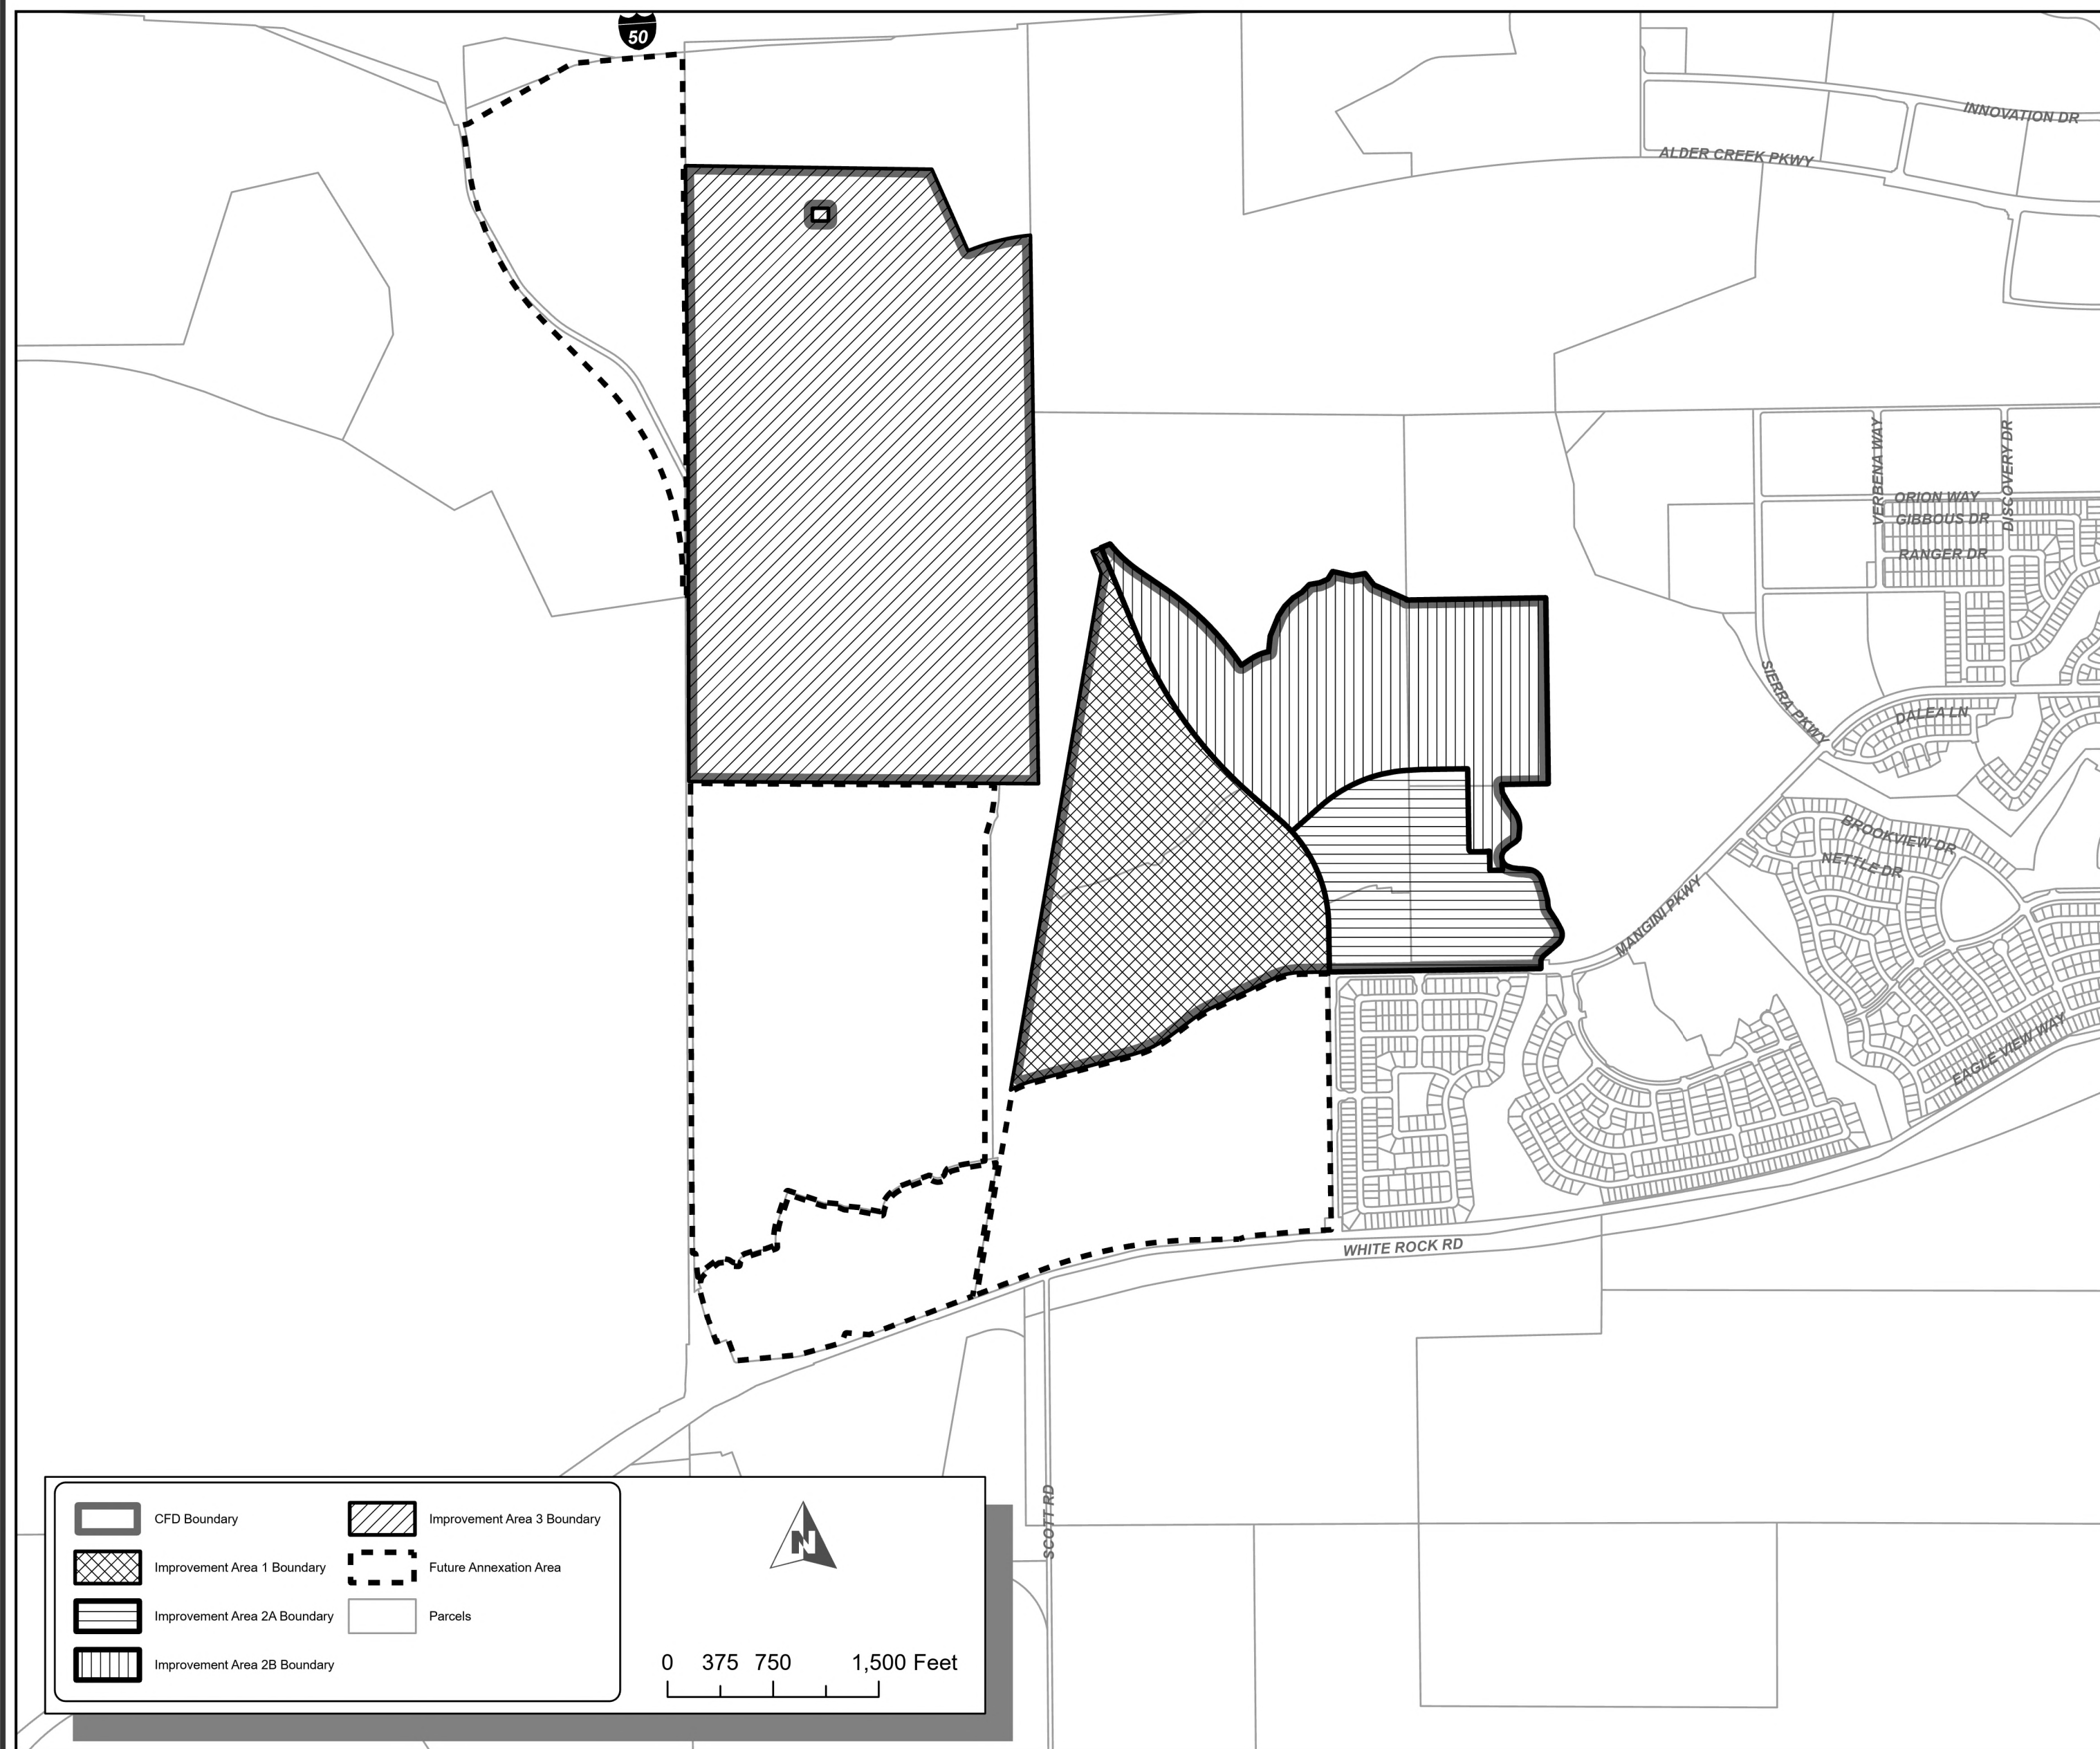 50
INNOVATION DR
ALDER CREEK PKWY
VERBENA WAY
DISCOVERY DR
ORION WAY
GIBBOUS DR
RANGER DR
SIERRA PKWY
DALEA LN
BROOKVIEW DR
NETTLE DR
MANGINI PKWY
EAGLE VIEW WAY
WHITE ROCK RD
SCOTT RD
CFD Boundary
Improvement Area 1 Boundary
Improvement Area 2A Boundary
Improvement Area 2B Boundary
Improvement Area 3 Boundary
Future Annexation Area
Parcels
N
0 375 750 1,500 Feet